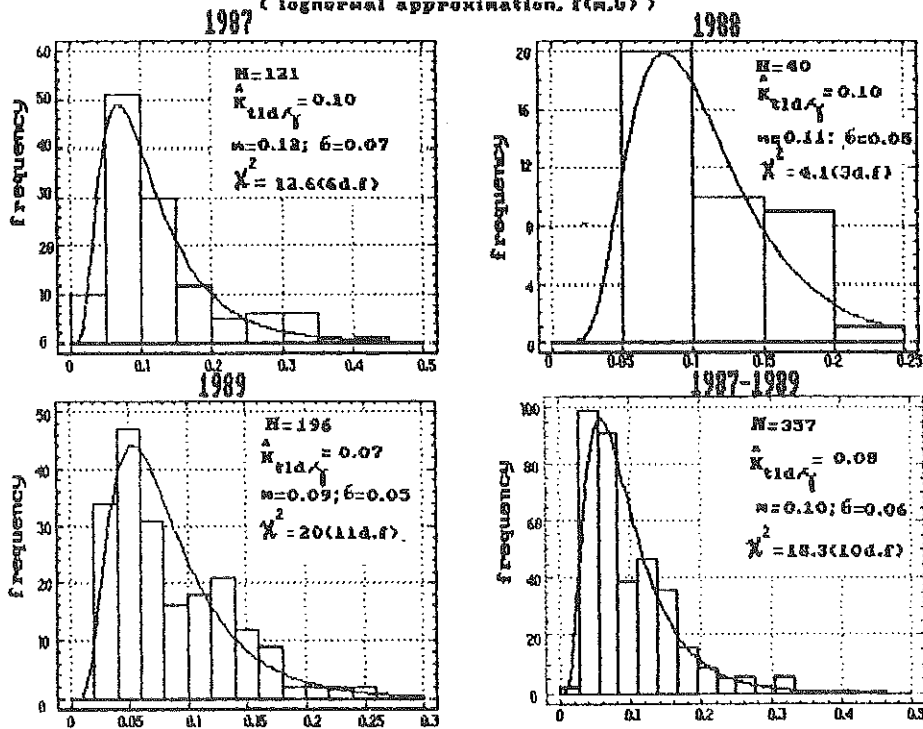 ( lognormal approximation, f(m,б) )
1987
frequency
60
50
40
30
20
10
0
N=121
K̂tld/γ = 0.10
m=0.12; б=0.07
χ² = 12.6(6d.f)
0 0.1 0.2 0.3 0.4 0.5
1988
frequency
20
16
12
8
4
0
N=40
K̂tld/γ = 0.10
m=0.11; б=0.05
χ² = 4.1(3d.f)
0 0.05 0.1 0.15 0.2 0.25
1989
frequency
50
40
30
20
10
0
N=196
K̂tld/γ = 0.07
m=0.09; б=0.05
χ² = 20(11d.f).
0 0.05 0.1 0.15 0.2 0.25 0.3
1987-1989
frequency
100
80
60
40
20
0
N=357
K̂tld/γ = 0.08
m=0.10; б=0.06
χ² = 18.3(10d.f)
0 0.1 0.2 0.3 0.4 0.5